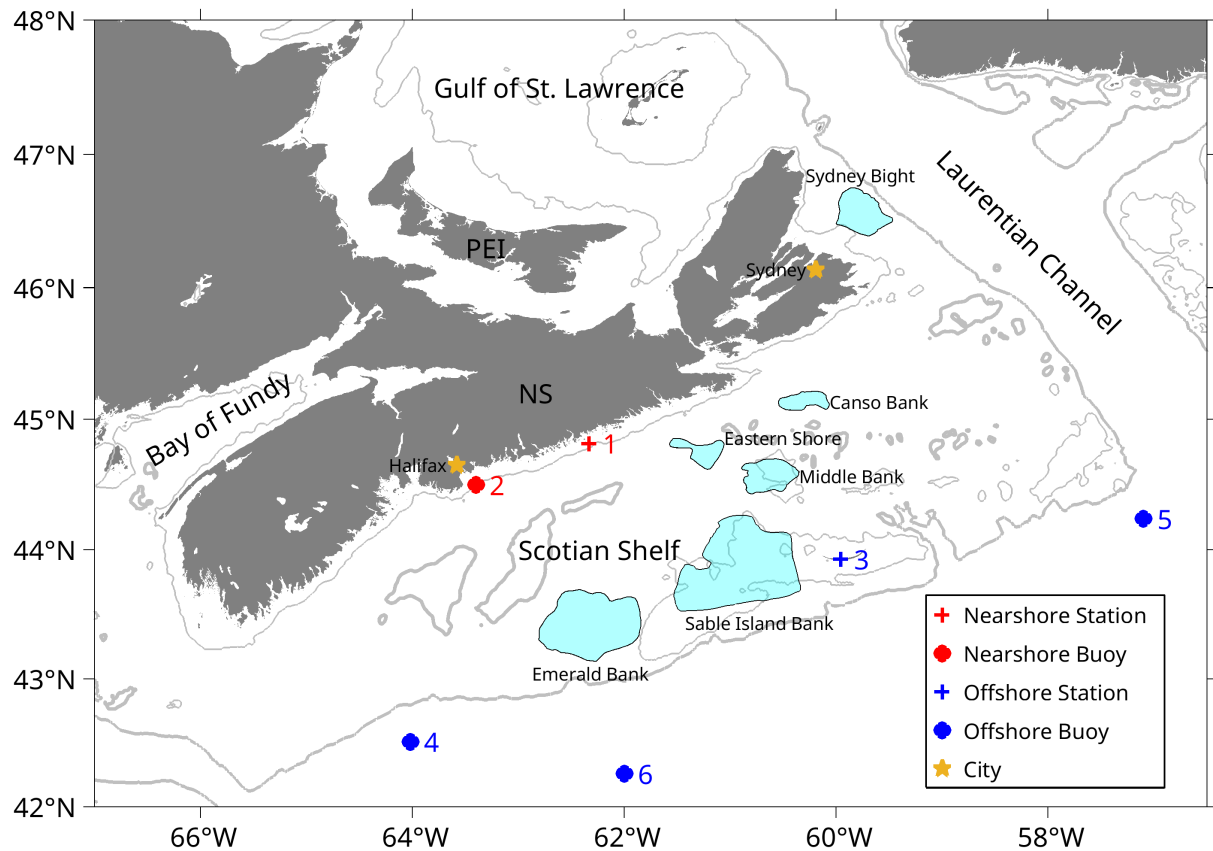 48°N
Gulf of St. Lawrence
47°N
Laurentian Channel
Sydney Bight
PEI
46°N
Sydney
Bay of Fundy
NS
45°N
Canso Bank
Eastern Shore
1
Halifax
Middle Bank
2
5
44°N
Scotian Shelf
3
Sable Island Bank
Emerald Bank
43°N
4
6
Nearshore Station
Nearshore Buoy
Offshore Station
Offshore Buoy
City
42°N
66°W 64°W 62°W 60°W 58°W